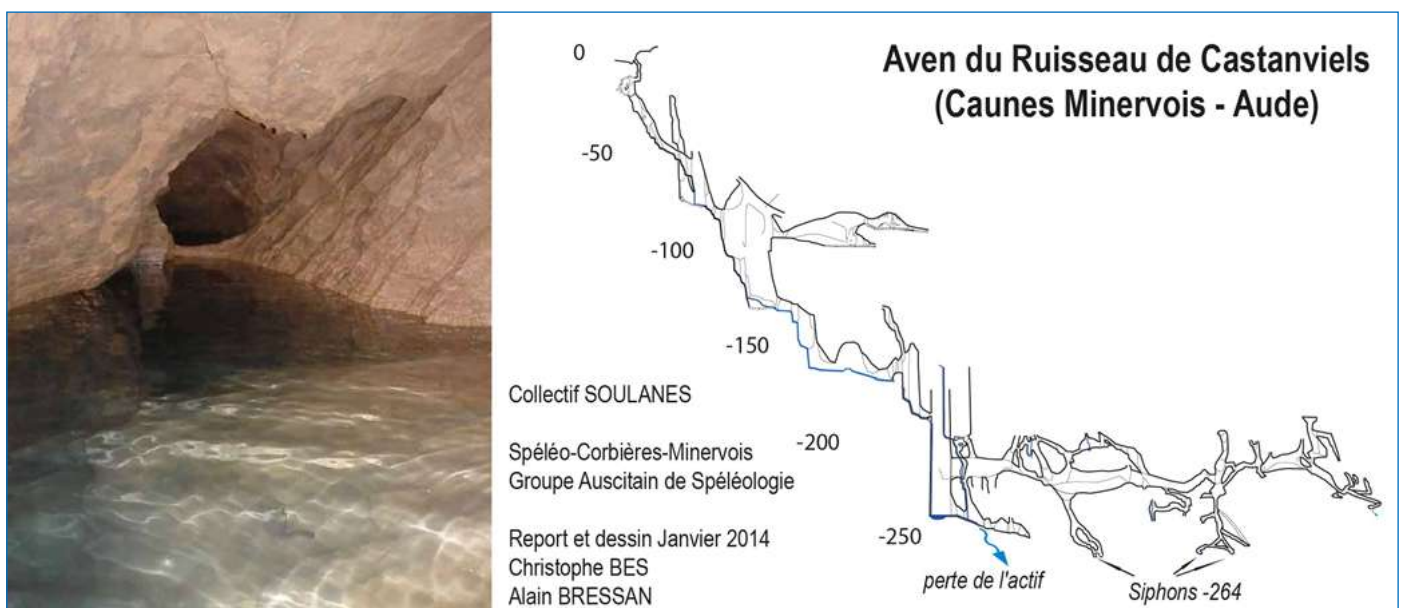 Aven du Ruisseau de Castanviels
(Caunes Minervois - Aude)
0
-50
-100
-150
-200
-250
Collectif SOULANES
Spéléo-Corbières-Minervois
Groupe Auscitain de Spéléologie
Report et dessin Janvier 2014
Christophe BES
Alain BRESSAN
perte de l'actif
Siphons -264